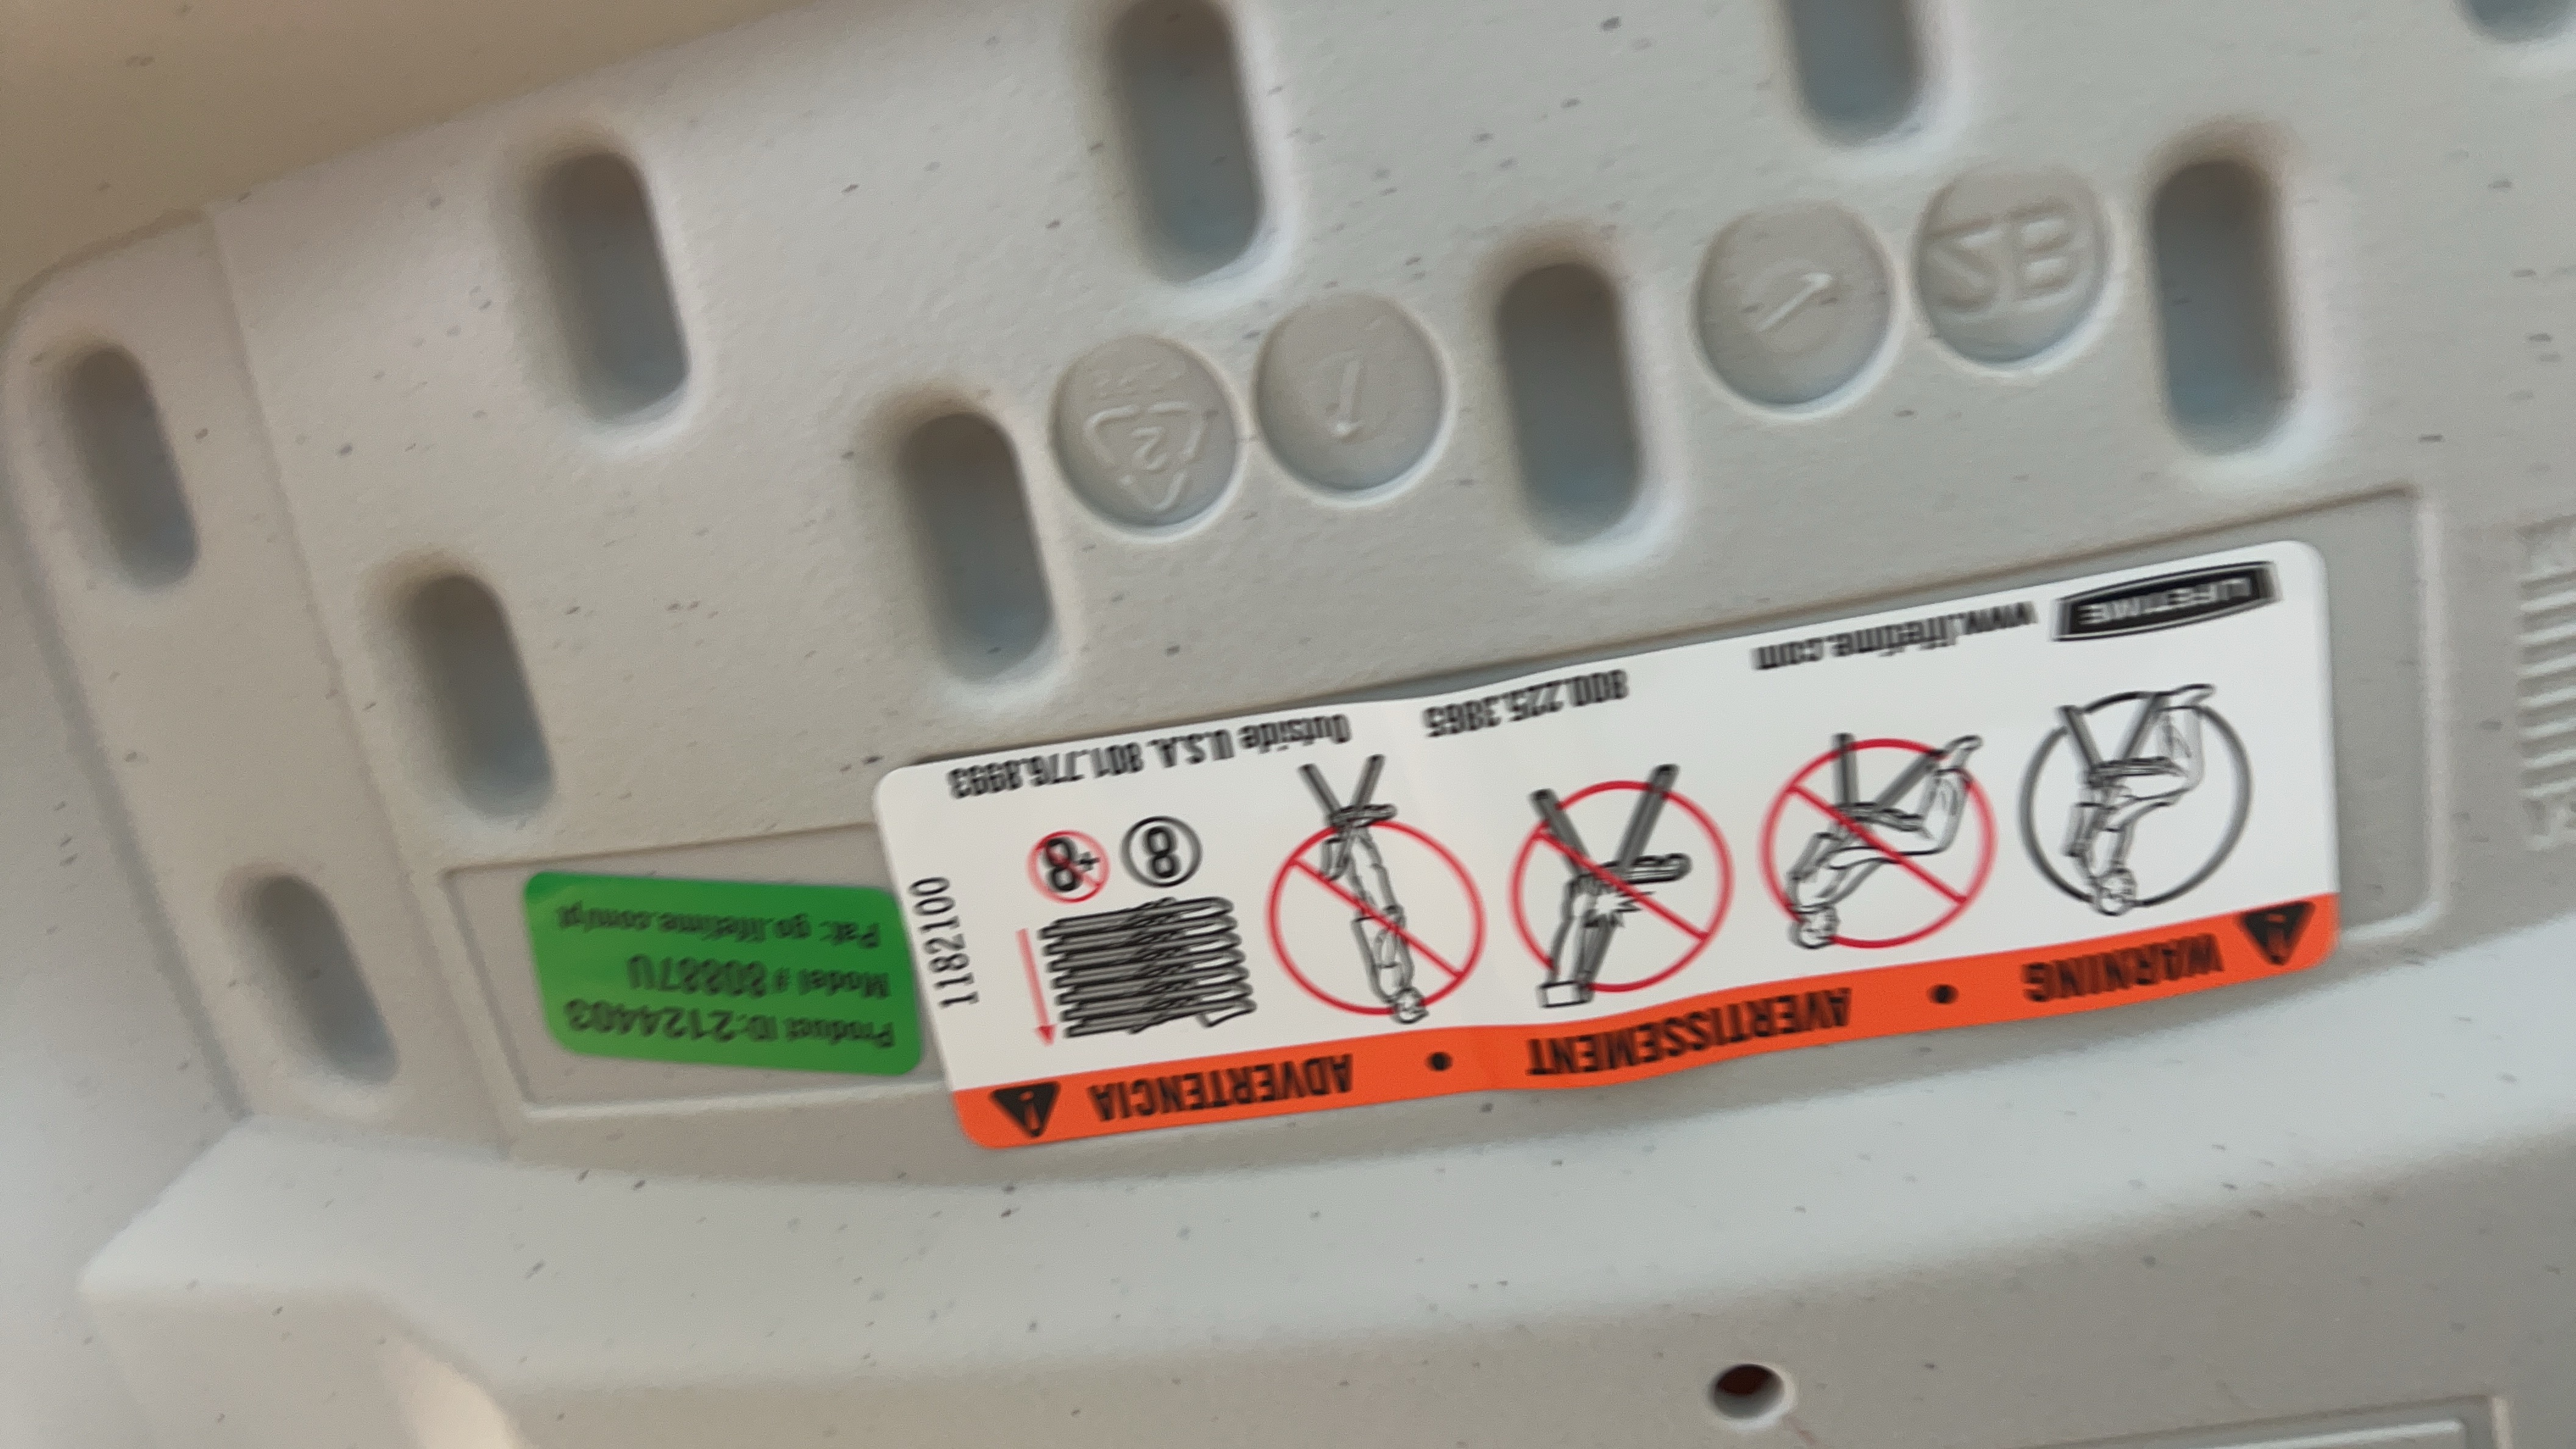 WARNING • AVERTISSEMENT • ADVERTENCIA
8
8+
1182100
LIFETIME
www.lifetime.com
800.225.3865
Outside U.S.A. 801.776.8993
Product ID:2124403
Model # 80887U
Pat: go.lifetime.com/pt
2